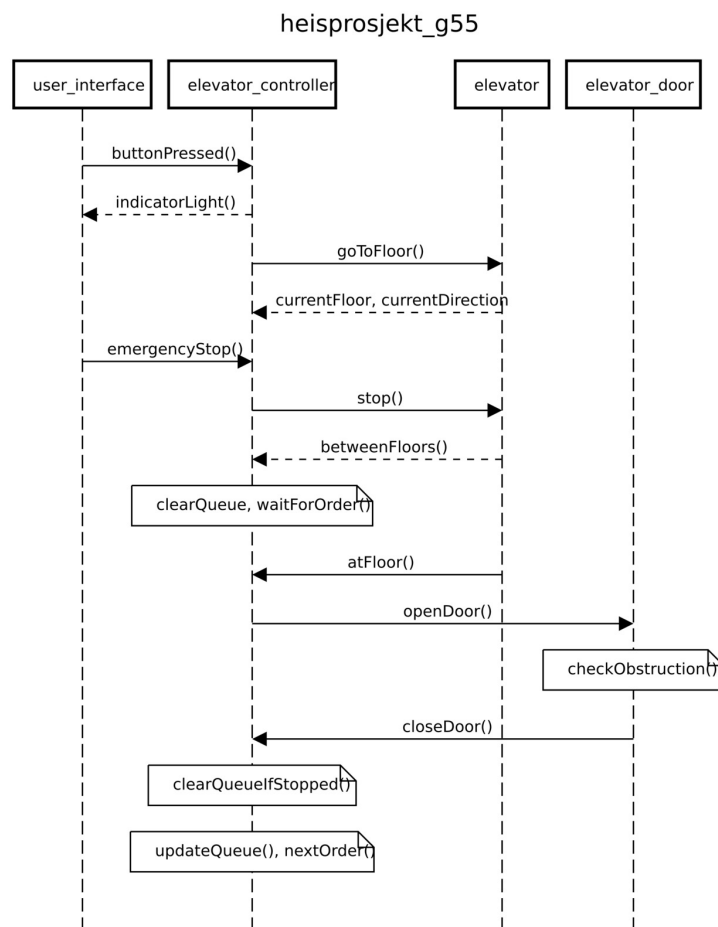 heisprosjekt_g55
user_interface
elevator_controller
elevator
elevator_door
buttonPressed()
indicatorLight()
goToFloor()
currentFloor, currentDirection
emergencyStop()
stop()
betweenFloors()
clearQueue, waitForOrder()
atFloor()
openDoor()
checkObstruction()
closeDoor()
clearQueueIfStopped()
updateQueue(), nextOrder()